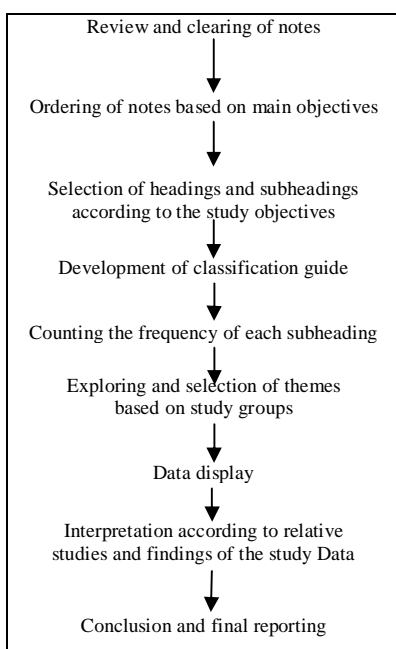 Review and clearing of notes
Ordering of notes based on main objectives
Selection of headings and subheadings
according to the study objectives
Development of classification guide
Counting the frequency of each subheading
Exploring and selection of themes
based on study groups
Data display
Interpretation according to relative
studies and findings of the study Data
Conclusion and final reporting